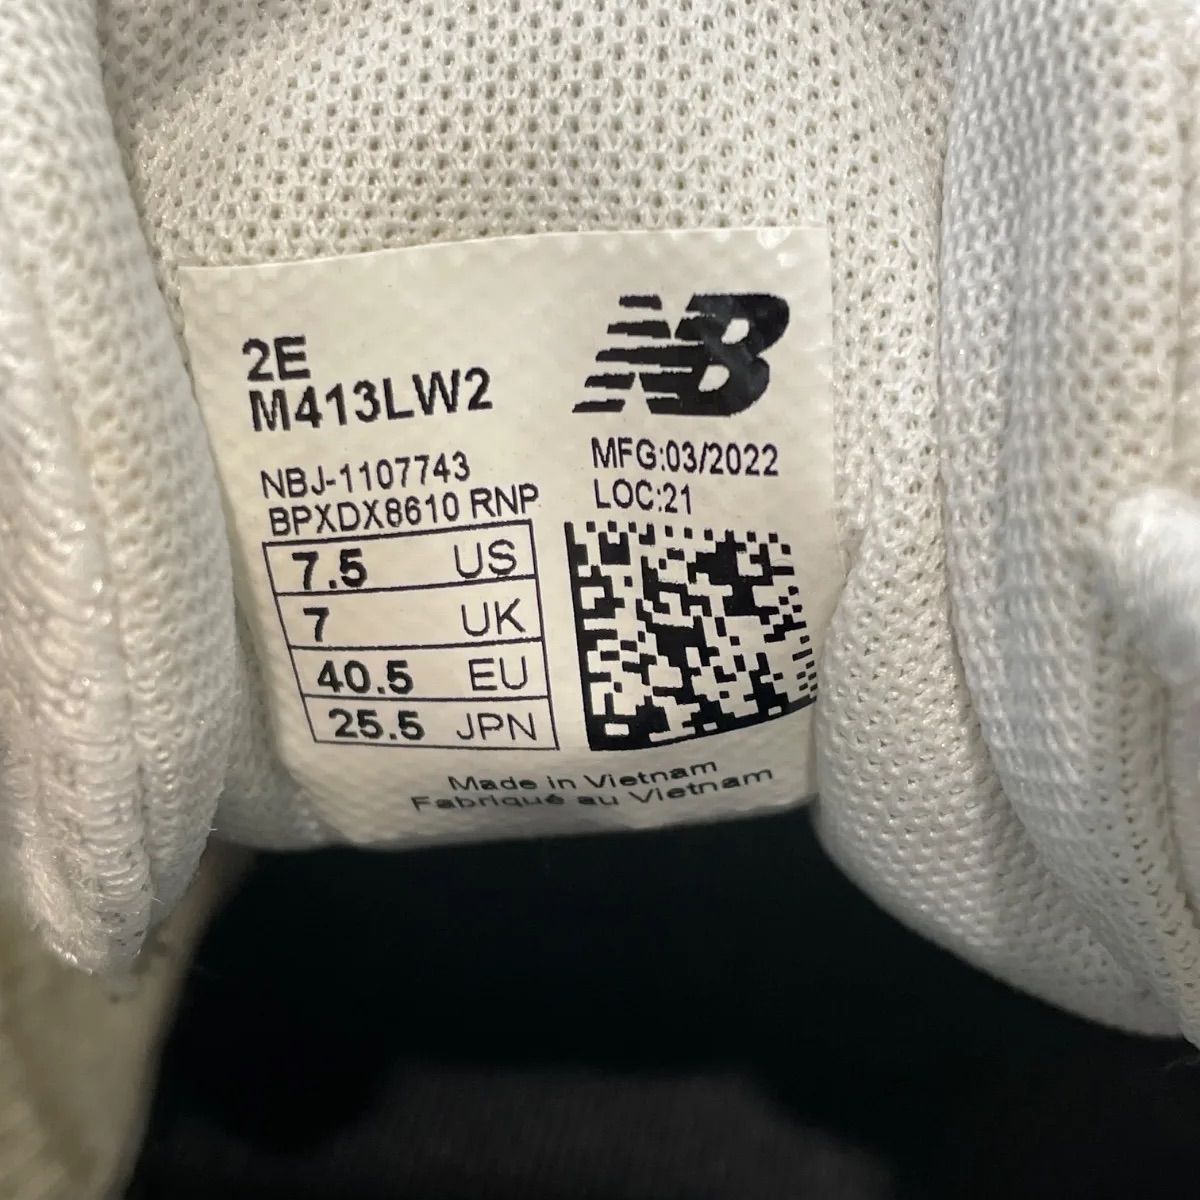 2E
M413LW2
NB
NBJ-1107743
BPXDX8610 RNP
MFG:03/2022
LOC:21
7.5 US
7 UK
40.5 EU
25.5 JPN
Made in Vietnam
Fabriqué au Vietnam